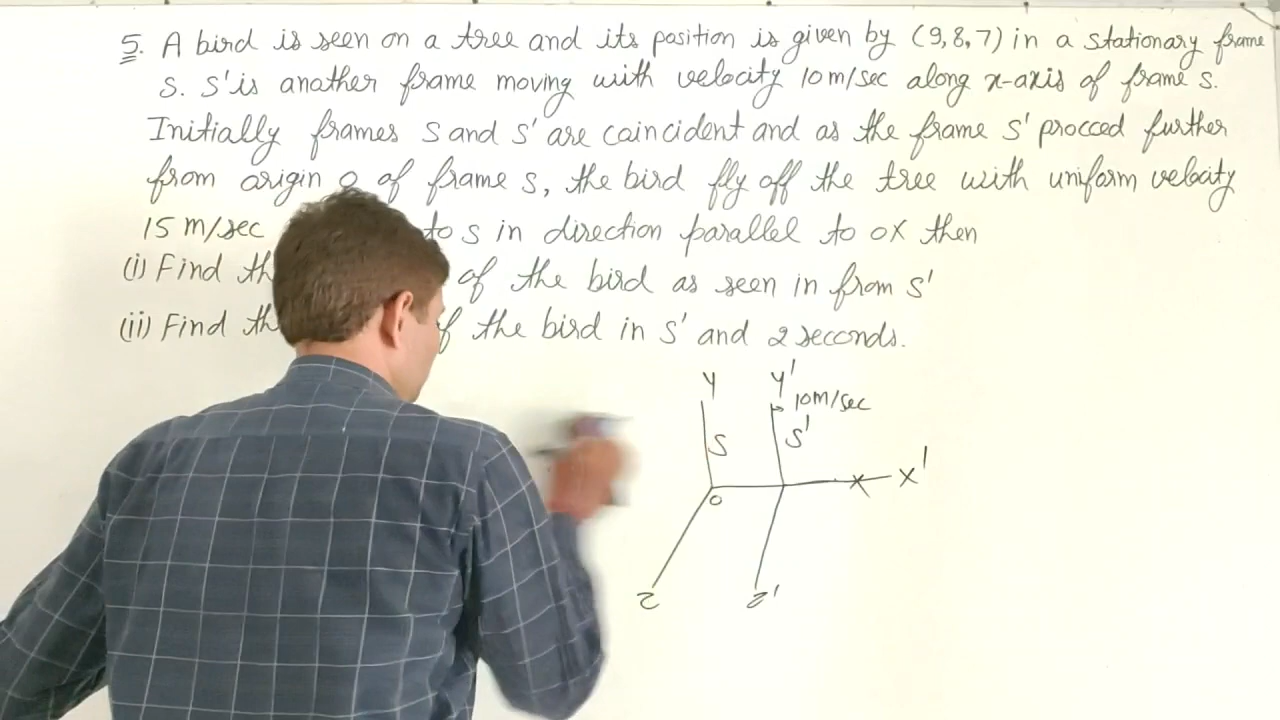 5. A bird is seen on a tree and its position is given by (9,8,7) in a stationary frame
S. S' is another frame moving with velocity 10m/sec along x-axis of frame S.
Initially frames S and S' are coincident and as the frame S' procced further
from origin O of frame S, the bird fly off the tree with uniform velocity
15 m/sec to S in direction parallel to OX then
(i) Find of the bird as seen in from S'
(ii) Find of the bird in S' and 2 seconds.
Y Y'
10m/sec
S S'
O X X'
Z Z'